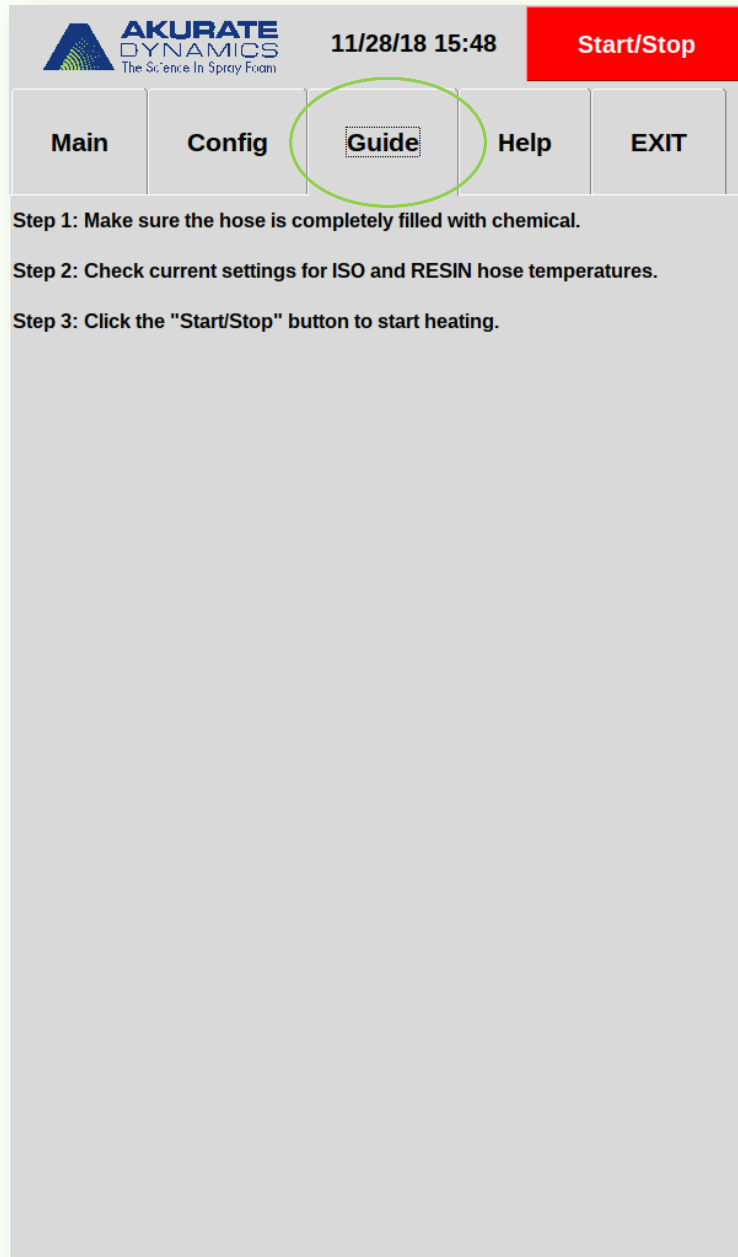 AKURATE
DYNAMICS
The Science In Spray Foam
11/28/18 15:48
Start/Stop
Main
Config
Guide
Help
EXIT
Step 1: Make sure the hose is completely filled with chemical.
Step 2: Check current settings for ISO and RESIN hose temperatures.
Step 3: Click the "Start/Stop" button to start heating.